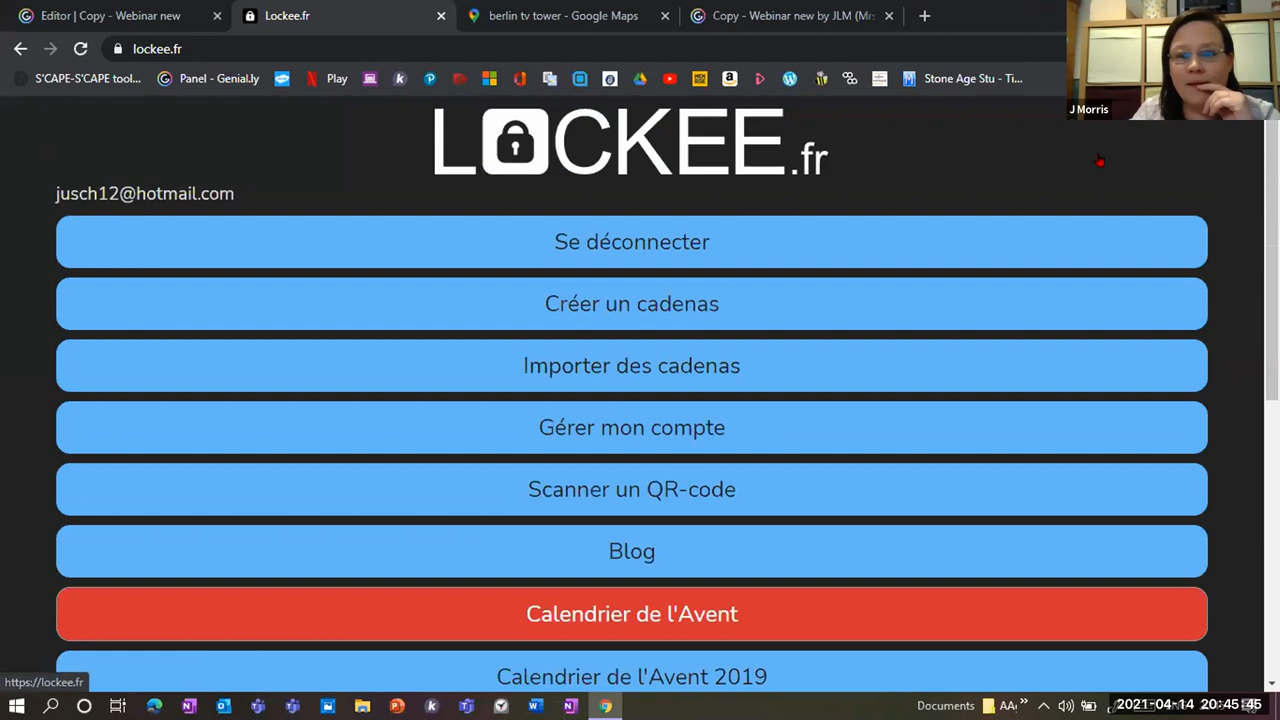 Editor | Copy - Webinar new
Lockee.fr
berlin tv tower - Google Maps
Copy - Webinar new by JLM (Mrs
lockee.fr
S'CAPE-S'CAPE tool...
Panel - Genial.ly
Play
Stone Age Stu - Ti...
J Morris
LOCKEE.fr
jusch12@hotmail.com
Se déconnecter
Créer un cadenas
Importer des cadenas
Gérer mon compte
Scanner un QR-code
Blog
Calendrier de l'Avent
Calendrier de l'Avent 2019
https://lockee.fr
Documents
2021-04-14 20:45:45